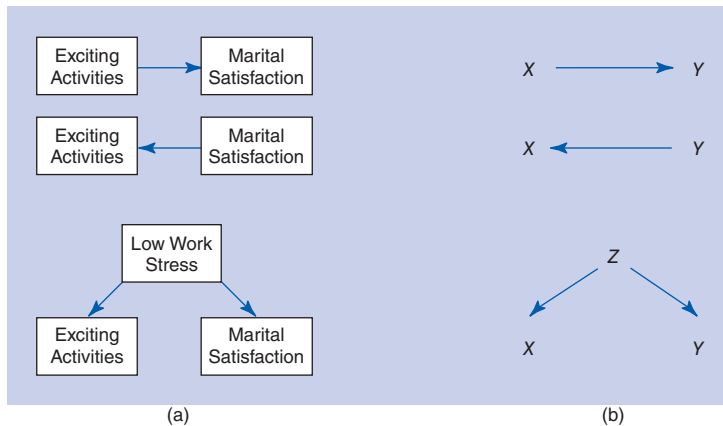 Exciting Activities
Marital Satisfaction
X
Y
Exciting Activities
Marital Satisfaction
X
Y
Low Work Stress
Z
Exciting Activities
Marital Satisfaction
X
Y
(a)
(b)